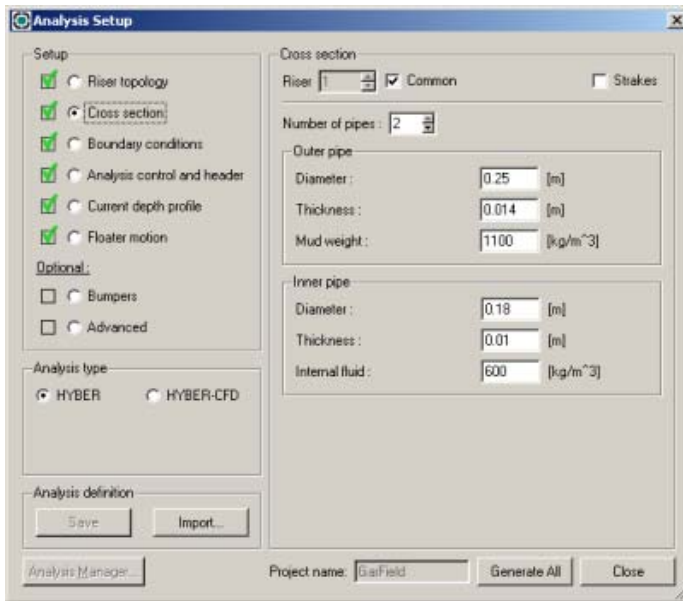 Analysis Setup
Setup
Riser topology
Cross section
Boundary conditions
Analysis control and header
Current depth profile
Floater motion
Optional:
Bumpers
Advanced
Analysis type
HYBER
HYBER-CFD
Analysis definition
Save
Import...
Analysis Manager...
Cross section
Riser 1
Common
Strakes
Number of pipes : 2
Outer pipe
Diameter : 0.25 [m]
Thickness : 0.014 [m]
Mud weight : 1100 [kg/m^3]
Inner pipe
Diameter : 0.18 [m]
Thickness : 0.01 [m]
Internal fluid : 600 [kg/m^3]
Project name: GarField
Generate All
Close